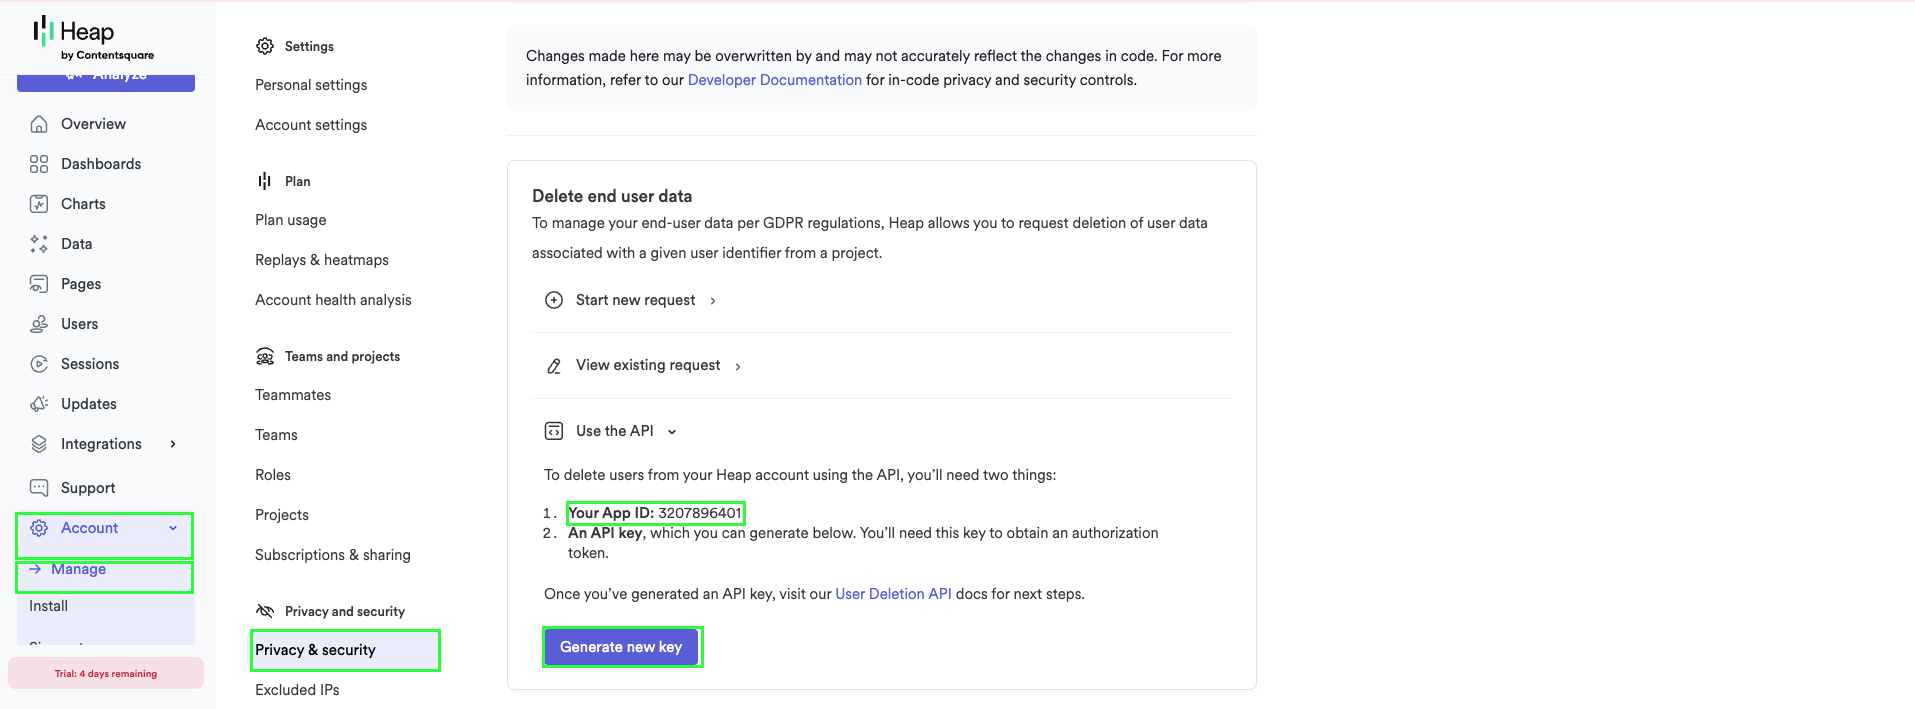 Heap
by Contentsquare
Analyze
Overview
Dashboards
Charts
Data
Pages
Users
Sessions
Updates
Integrations
Support
Account
Manage
Install
Trial: 4 days remaining
Settings
Personal settings
Account settings
Plan
Plan usage
Replays & heatmaps
Account health analysis
Teams and projects
Teammates
Teams
Roles
Projects
Subscriptions & sharing
Privacy and security
Privacy & security
Excluded IPs
Changes made here may be overwritten by and may not accurately reflect the changes in code. For more
information, refer to our Developer Documentation for in-code privacy and security controls.
Delete end user data
To manage your end-user data per GDPR regulations, Heap allows you to request deletion of user data
associated with a given user identifier from a project.
Start new request
View existing request
Use the API
To delete users from your Heap account using the API, you’ll need two things:
1. Your App ID: 3207896401
2. An API key, which you can generate below. You’ll need this key to obtain an authorization
token.
Once you’ve generated an API key, visit our User Deletion API docs for next steps.
Generate new key